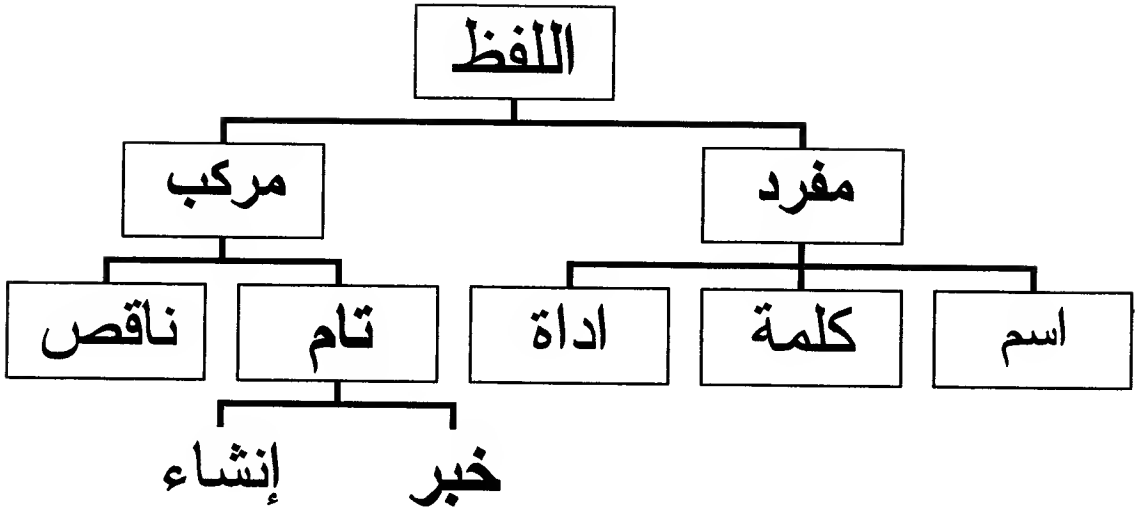 اللفظ
مفرد
مركب
اسم
كلمة
اداة
تام
ناقص
خبر
إنشاء